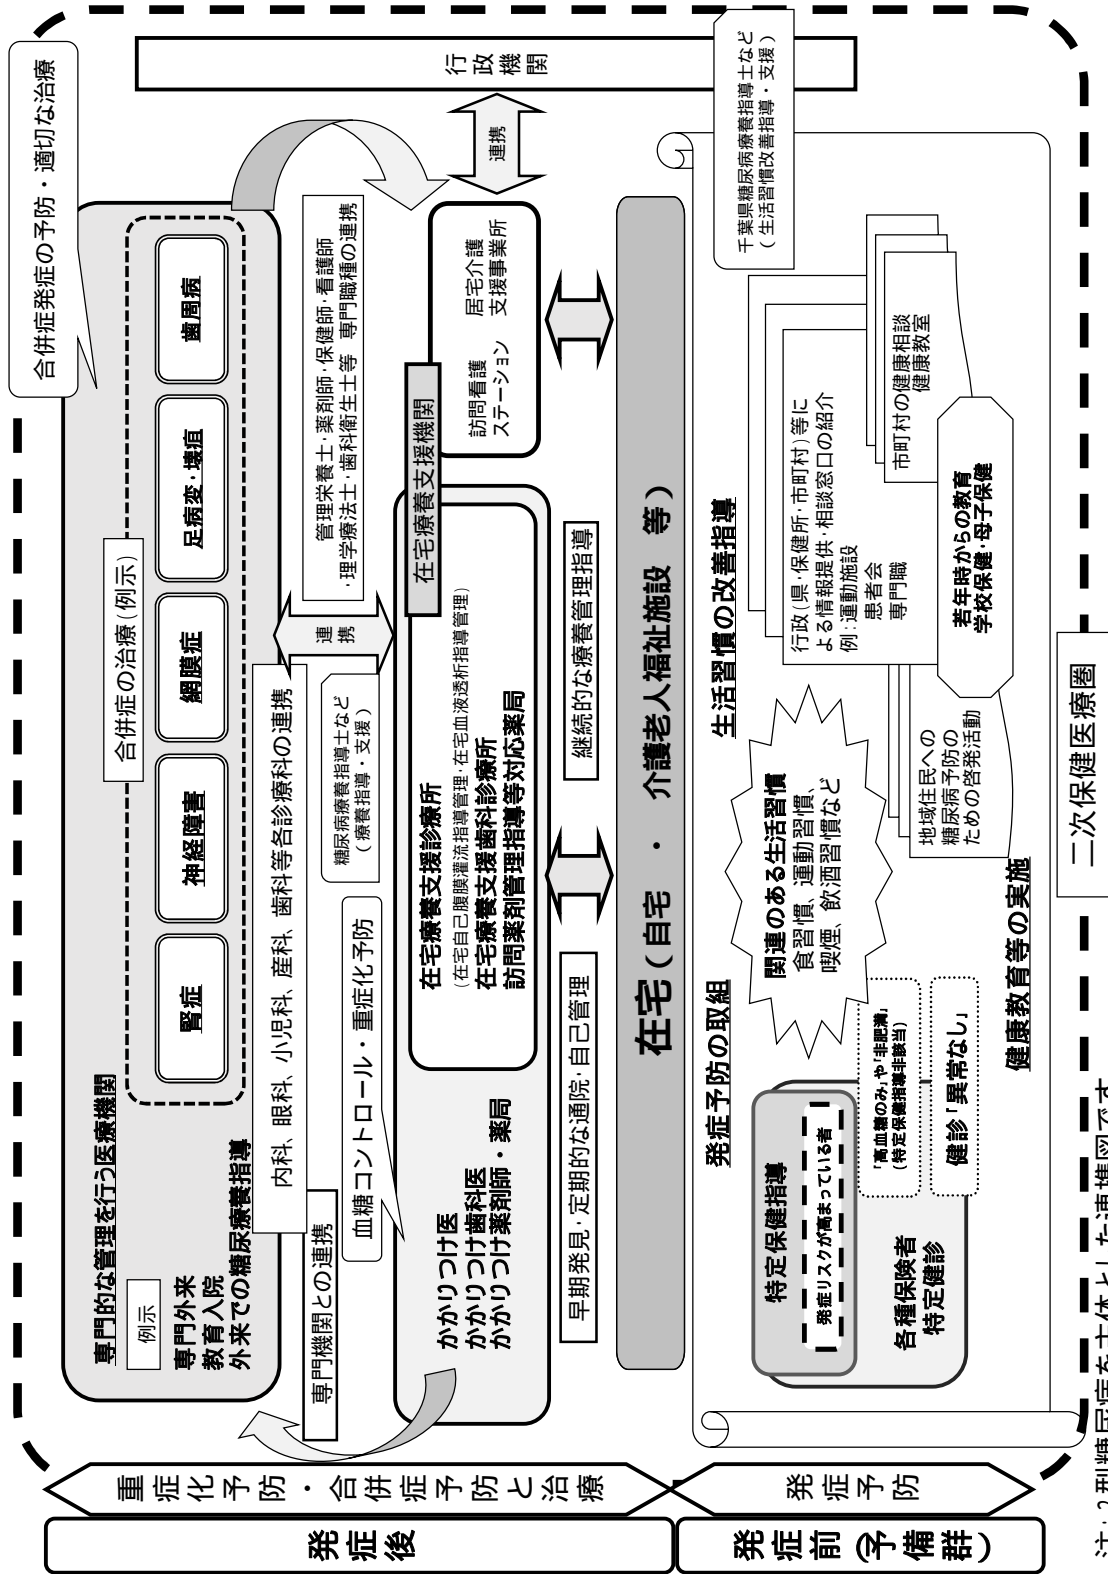 発症後
重症化予防・合併症予防と治療
合併症発症の予防・適切な治療
専門的な管理を行う医療機関
例示
専門外来
教育入院
外来での糖尿療養指導
合併症の治療（例示）
腎症
神経障害
網膜症
足病変・壊疽
歯周病
内科、眼科、小児科、産科、歯科等各診療科の連携
専門機関との連携
血糖コントロール・重症化予防
糖尿病療養指導士など
（療養指導・支援）
連携
管理栄養士・薬剤師・保健師・看護師
・理学療法士・歯科衛生士等　専門職種の連携
かかりつけ医
かかりつけ歯科医
かかりつけ薬剤師・薬局
在宅療養支援診療所
（在宅自己腹膜灌流指導管理・在宅血液透析指導管理）
在宅療養支援歯科診療所
訪問薬剤管理指導等対応薬局
在宅療養支援機関
訪問看護
ステーション
居宅介護
支援事業所
連携
行政機関
早期発見・定期的な通院・自己管理
継続的な療養管理指導
在宅（自宅　・　介護老人福祉施設　等）
発症前（予備群）
発症予防
発症予防の取組
生活習慣の改善指導
千葉県糖尿病療養指導士など
（生活習慣改善指導・支援）
特定保健指導
発症リスクが高まっている者
各種保険者
特定健診
「高血糖のみ」や「非肥満」
（特定保健指導非該当）
健診「異常なし」
関連のある生活習慣
食習慣、運動習慣、
喫煙、飲酒習慣など
行政（県・保健所・市町村）等に
よる情報提供・相談窓口の紹介
例：運動施設
患者会
専門職
市町村の健康相談
健康教室
若年時からの教育
学校保健・母子保健
地域住民への
糖尿病予防の
ための啓発活動
健康教育等の実施
二次保健医療圏
注：２型糖尿病を主体とした連携図です